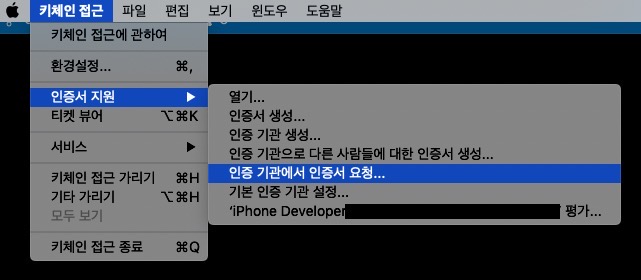 키체인 접근 파일 편집 보기 윈도우 도움말
키체인 접근에 관하여
환경설정... ⌘,
인증서 지원 ▶
티켓 뷰어 ⌥⌘K
서비스 ▶
키체인 접근 가리기 ⌘H
기타 가리기 ⌥⌘H
모두 보기
키체인 접근 종료 ⌘Q
열기...
인증서 생성...
인증 기관 생성...
인증 기관으로 다른 사람들에 대한 인증서 생성...
인증 기관에서 인증서 요청...
기본 인증 기관 설정...
‘iPhone Developer 평가...